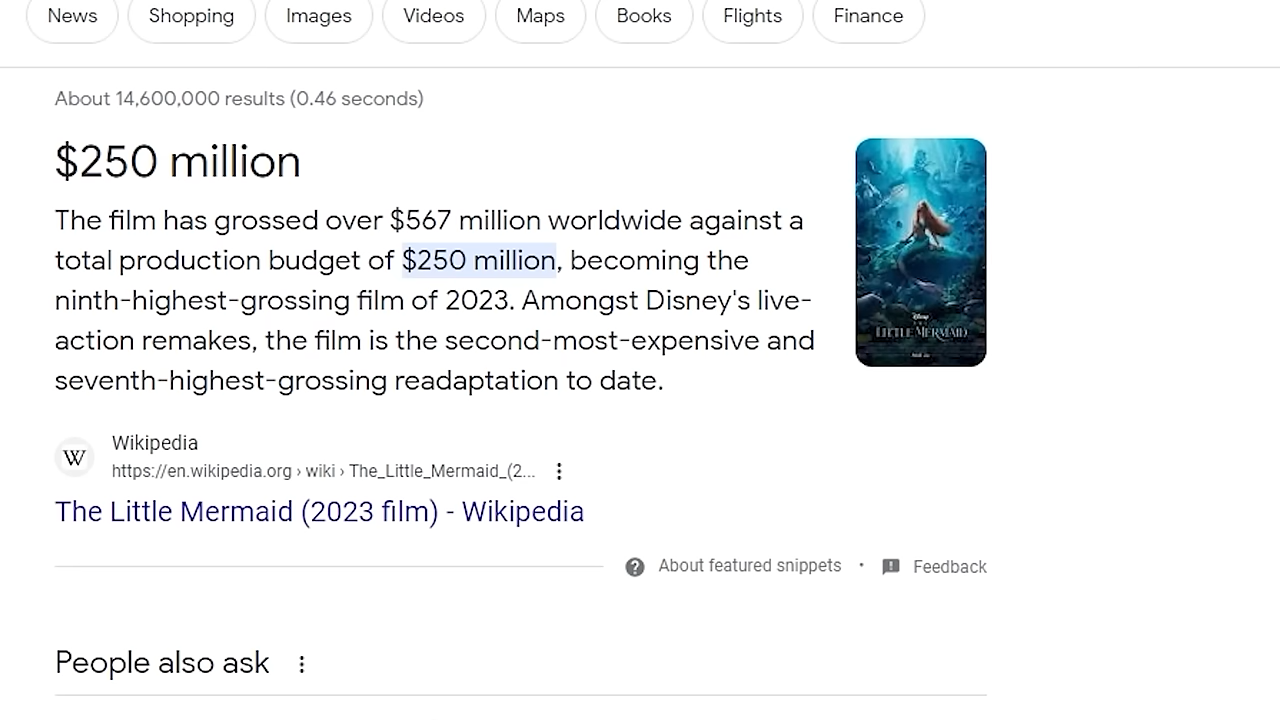 News Shopping Images Videos Maps Books Flights Finance
About 14,600,000 results (0.46 seconds)
$250 million
The film has grossed over $567 million worldwide against a
total production budget of $250 million, becoming the
ninth-highest-grossing film of 2023. Amongst Disney's live-
action remakes, the film is the second-most-expensive and
seventh-highest-grossing readaptation to date.
Disney
LITTLE MERMAID
W
Wikipedia
https://en.wikipedia.org › wiki › The_Little_Mermaid_(2...
The Little Mermaid (2023 film) - Wikipedia
About featured snippets • Feedback
People also ask